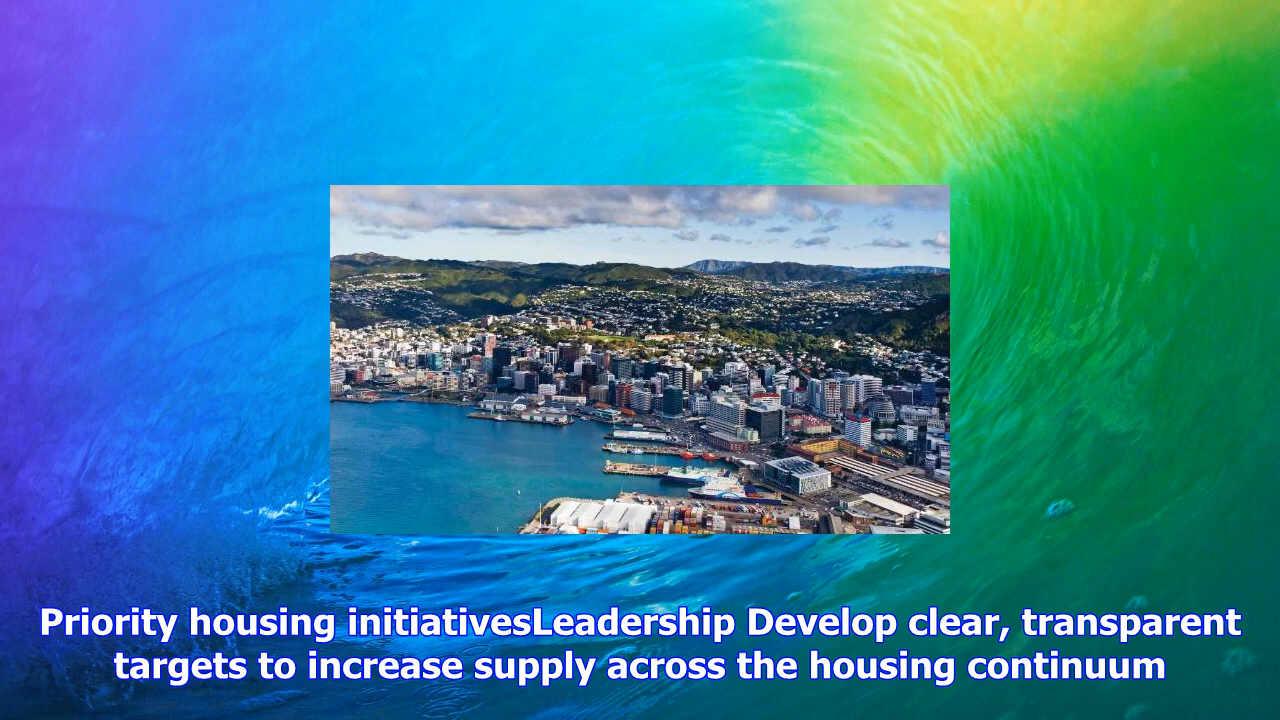 Priority housing initiativesLeadership Develop clear, transparent
targets to increase supply across the housing continuum